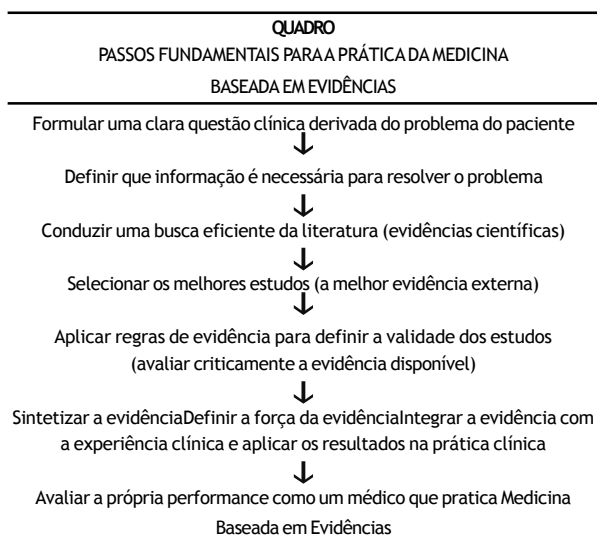 QUADRO
PASSOS FUNDAMENTAIS PARA A PRÁTICA DA MEDICINA
BASEADA EM EVIDÊNCIAS
Formular uma clara questão clínica derivada do problema do paciente
Definir que informação é necessária para resolver o problema
Conduzir uma busca eficiente da literatura (evidências científicas)
Selecionar os melhores estudos (a melhor evidência externa)
Aplicar regras de evidência para definir a validade dos estudos
(avaliar criticamente a evidência disponível)
Sintetizar a evidênciaDefinir a força da evidênciaIntegrar a evidência com
a experiência clínica e aplicar os resultados na prática clínica
Avaliar a própria performance como um médico que pratica Medicina
Baseada em Evidências